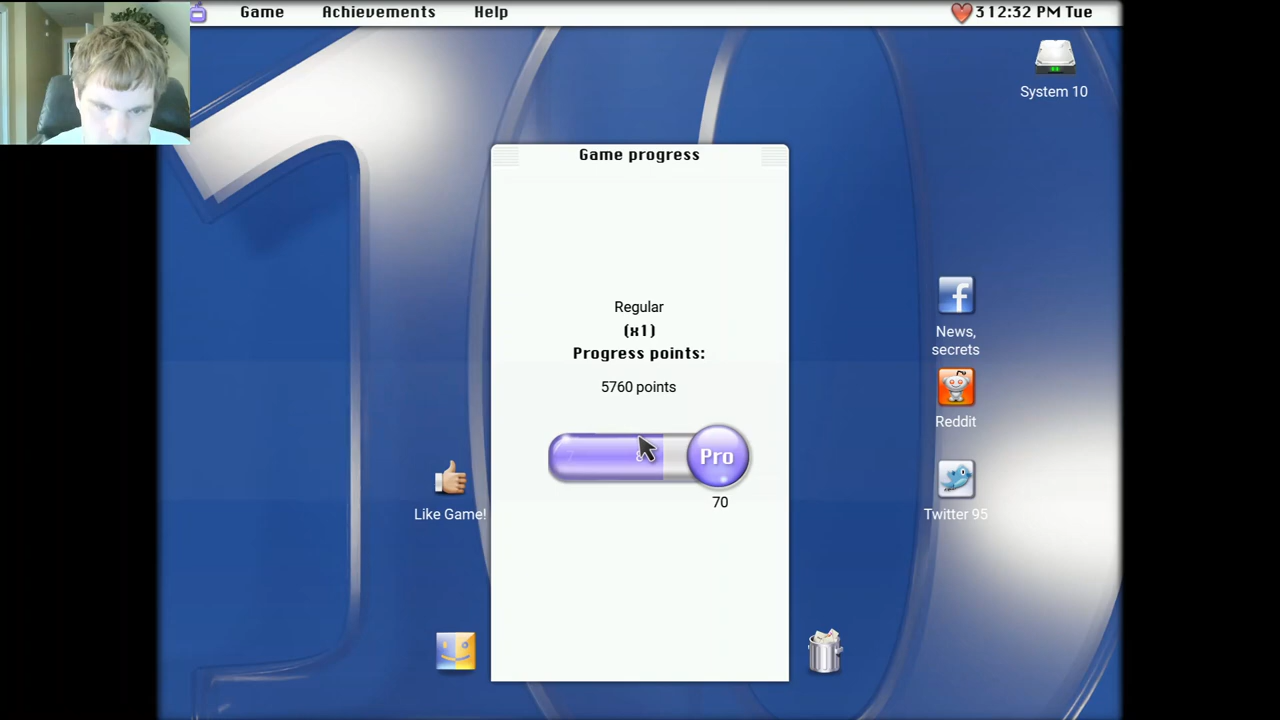 Game Achievements Help 3 12:32 PM Tue
System 10
Game progress
Regular
(x1)
Progress points:
5760 points
Pro
70
News,
secrets
Reddit
Like Game!
Twitter 95